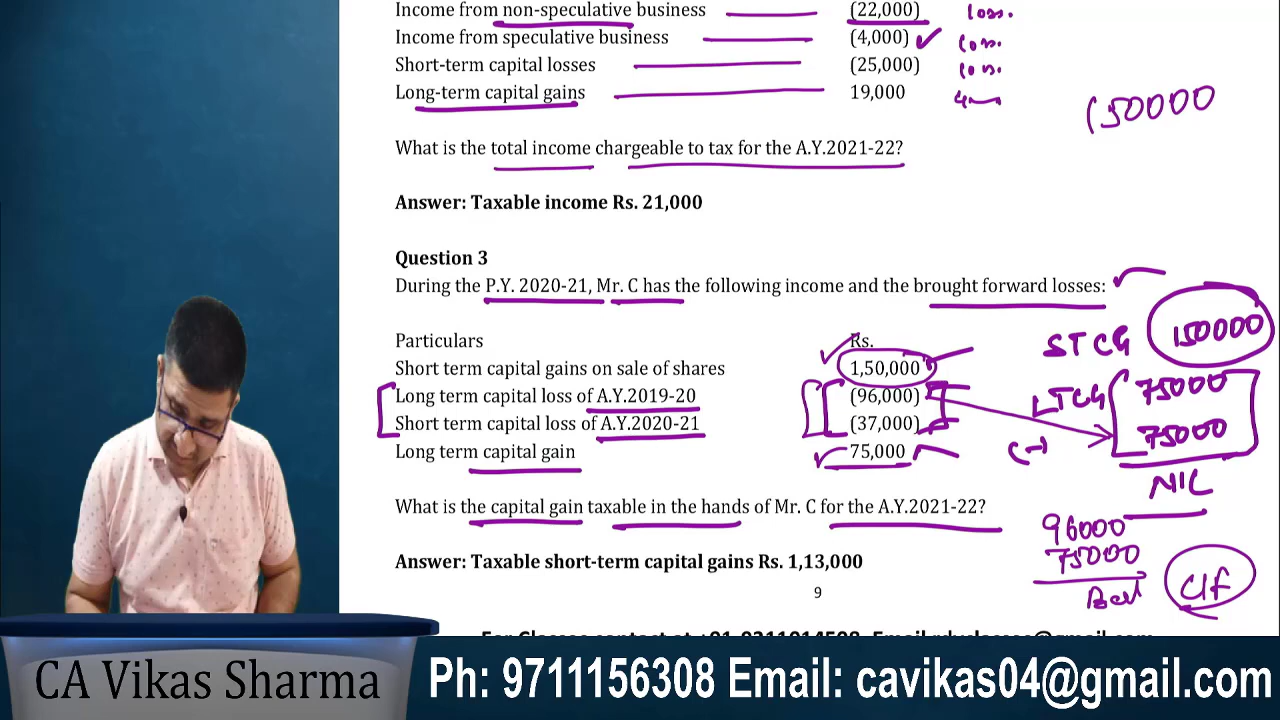 Income from non-speculative business (22,000) loss.
Income from speculative business (4,000) loss.
Short-term capital losses (25,000) loss.
Long-term capital gains 19,000
150000
What is the total income chargeable to tax for the A.Y.2021-22?
Answer: Taxable income Rs. 21,000
Question 3
During the P.Y. 2020-21, Mr. C has the following income and the brought forward losses:
Particulars Rs.
Short term capital gains on sale of shares 1,50,000
Long term capital loss of A.Y.2019-20 (96,000)
Short term capital loss of A.Y.2020-21 (37,000)
Long term capital gain 75,000
STCG 150000
LTCG 75000
(-) 75000
NIL
What is the capital gain taxable in the hands of Mr. C for the A.Y.2021-22?
96000
75000
Bal C/F
Answer: Taxable short-term capital gains Rs. 1,13,000
9
CA Vikas Sharma
Ph: 9711156308 Email: cavikas04@gmail.com